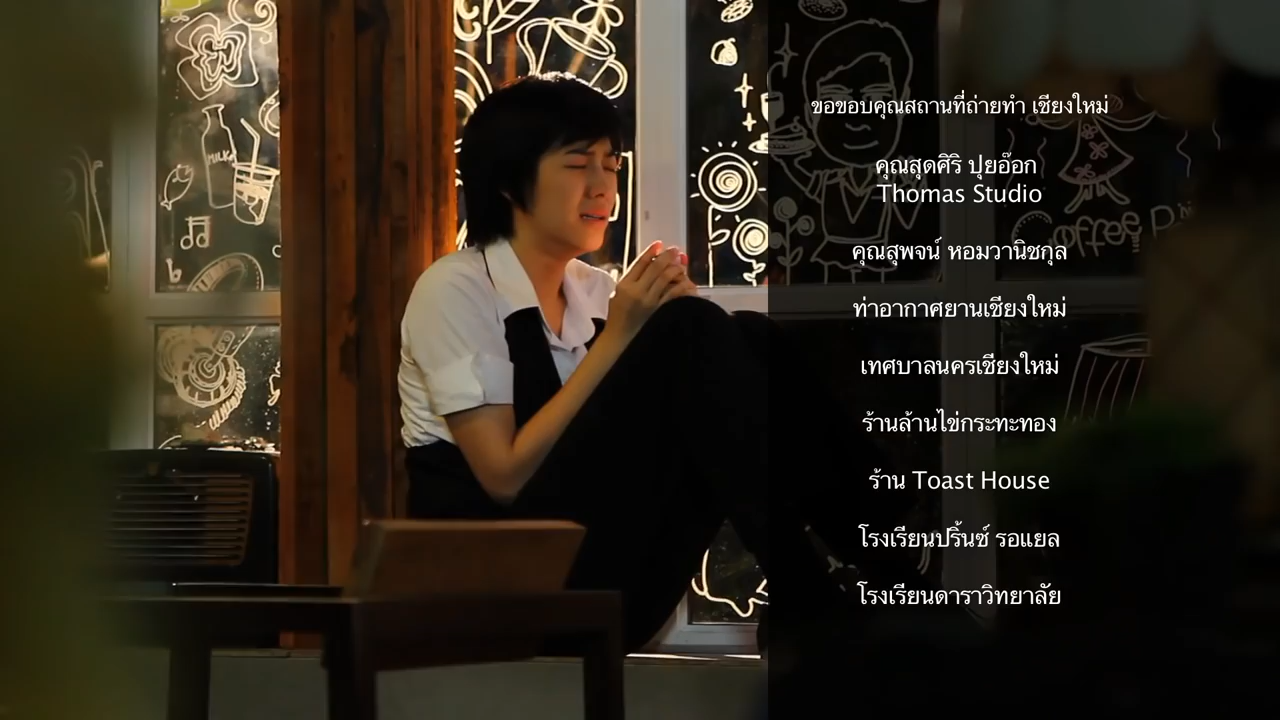 ขอขอบคุณสถานที่ถ่ายทำ เชียงใหม่
คุณสุดศิริ ปุยอ๊อก
Thomas Studio
คุณสุพจน์ หอมวานิชกุล
ท่าอากาศยานเชียงใหม่
เทศบาลนครเชียงใหม่
ร้านล้านไข่กระทะทอง
ร้าน Toast House
โรงเรียนปริ้นซ์ รอแยล
โรงเรียนดาราวิทยาลัย
MILK